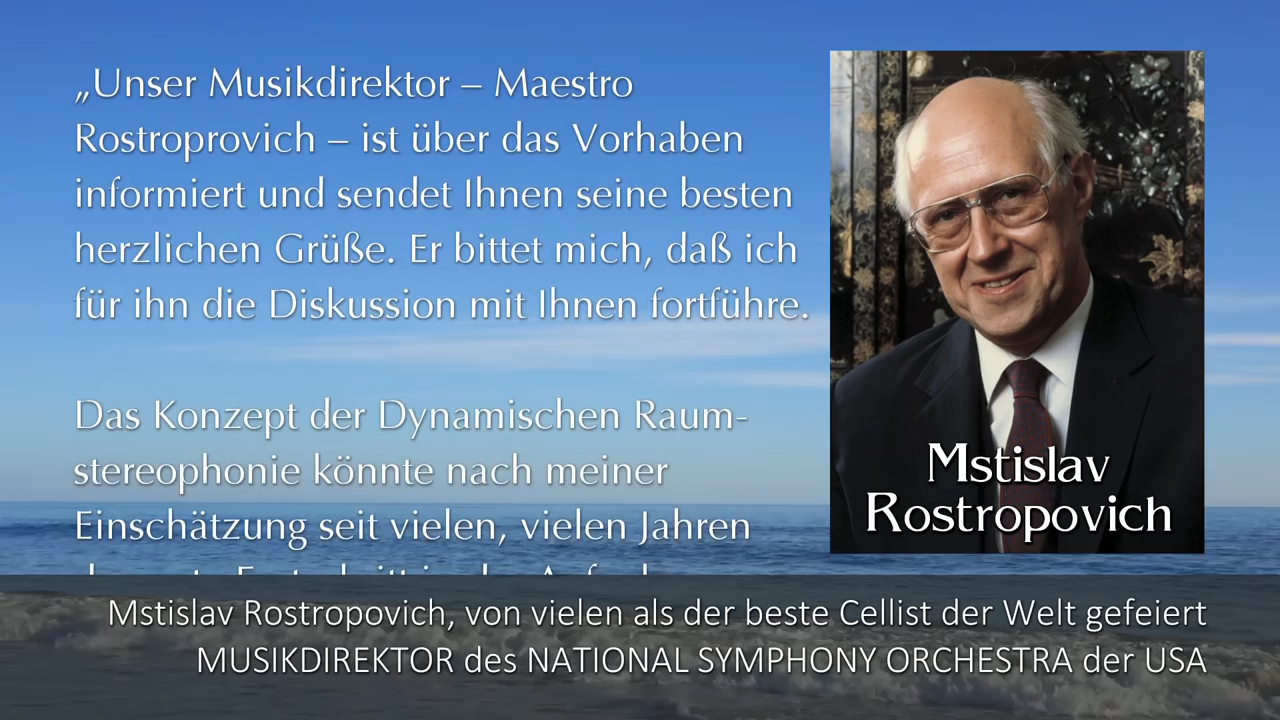 „Unser Musikdirektor – Maestro
Rostroprovich – ist über das Vorhaben
informiert und sendet Ihnen seine besten
herzlichen Grüße. Er bittet mich, daß ich
für ihn die Diskussion mit Ihnen fortführe.
Das Konzept der Dynamischen Raum-
stereophonie könnte nach meiner
Einschätzung seit vielen, vielen Jahren
Mstislav
Rostropovich
Mstislav Rostropovich, von vielen als der beste Cellist der Welt gefeiert
MUSIKDIREKTOR des NATIONAL SYMPHONY ORCHESTRA der USA